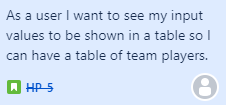 As a user I want to see my input
values to be shown in a table so I
can have a table of team players.
HP-5